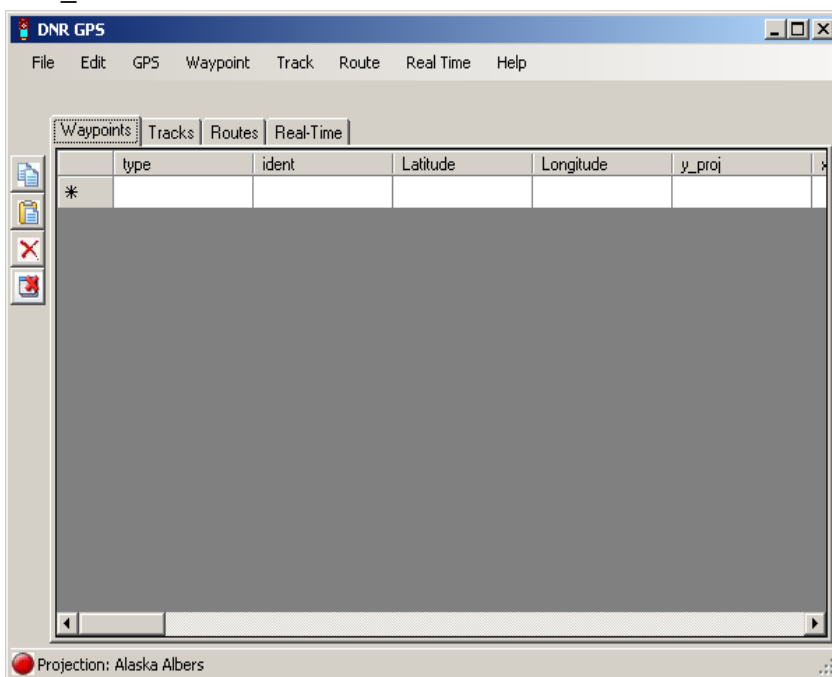 DNR GPS
File Edit GPS Waypoint Track Route Real Time Help
Waypoints Tracks Routes Real-Time
type ident Latitude Longitude y_proj
*
Projection: Alaska Albers